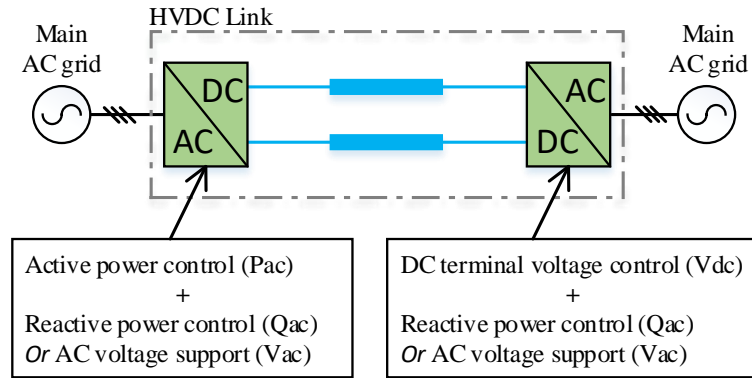 HVDC Link
Main
AC grid
DC
AC
AC
DC
Main
AC grid
Active power control (Pac)
+
Reactive power control (Qac)
Or AC voltage support (Vac)
DC terminal voltage control (Vdc)
+
Reactive power control (Qac)
Or AC voltage support (Vac)